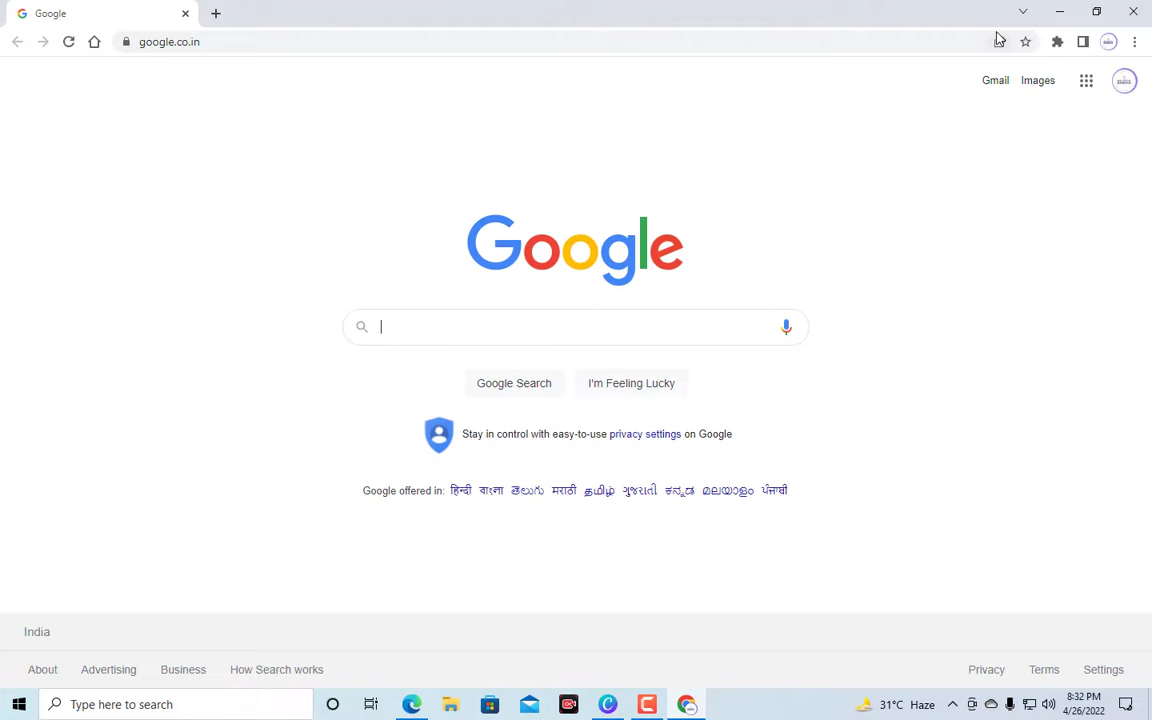 Google
google.co.in
Gmail Images
Google
Google Search I'm Feeling Lucky
Stay in control with easy-to-use privacy settings on Google
Google offered in: हिन्दी বাংলা తెలుగు मराठी தமிழ் ગુજરાતી ಕನ್ನಡ മലയാളം ਪੰਜਾਬੀ
India
About Advertising Business How Search works Privacy Terms Settings
Type here to search 31°C Haze 8:32 PM
4/26/2022